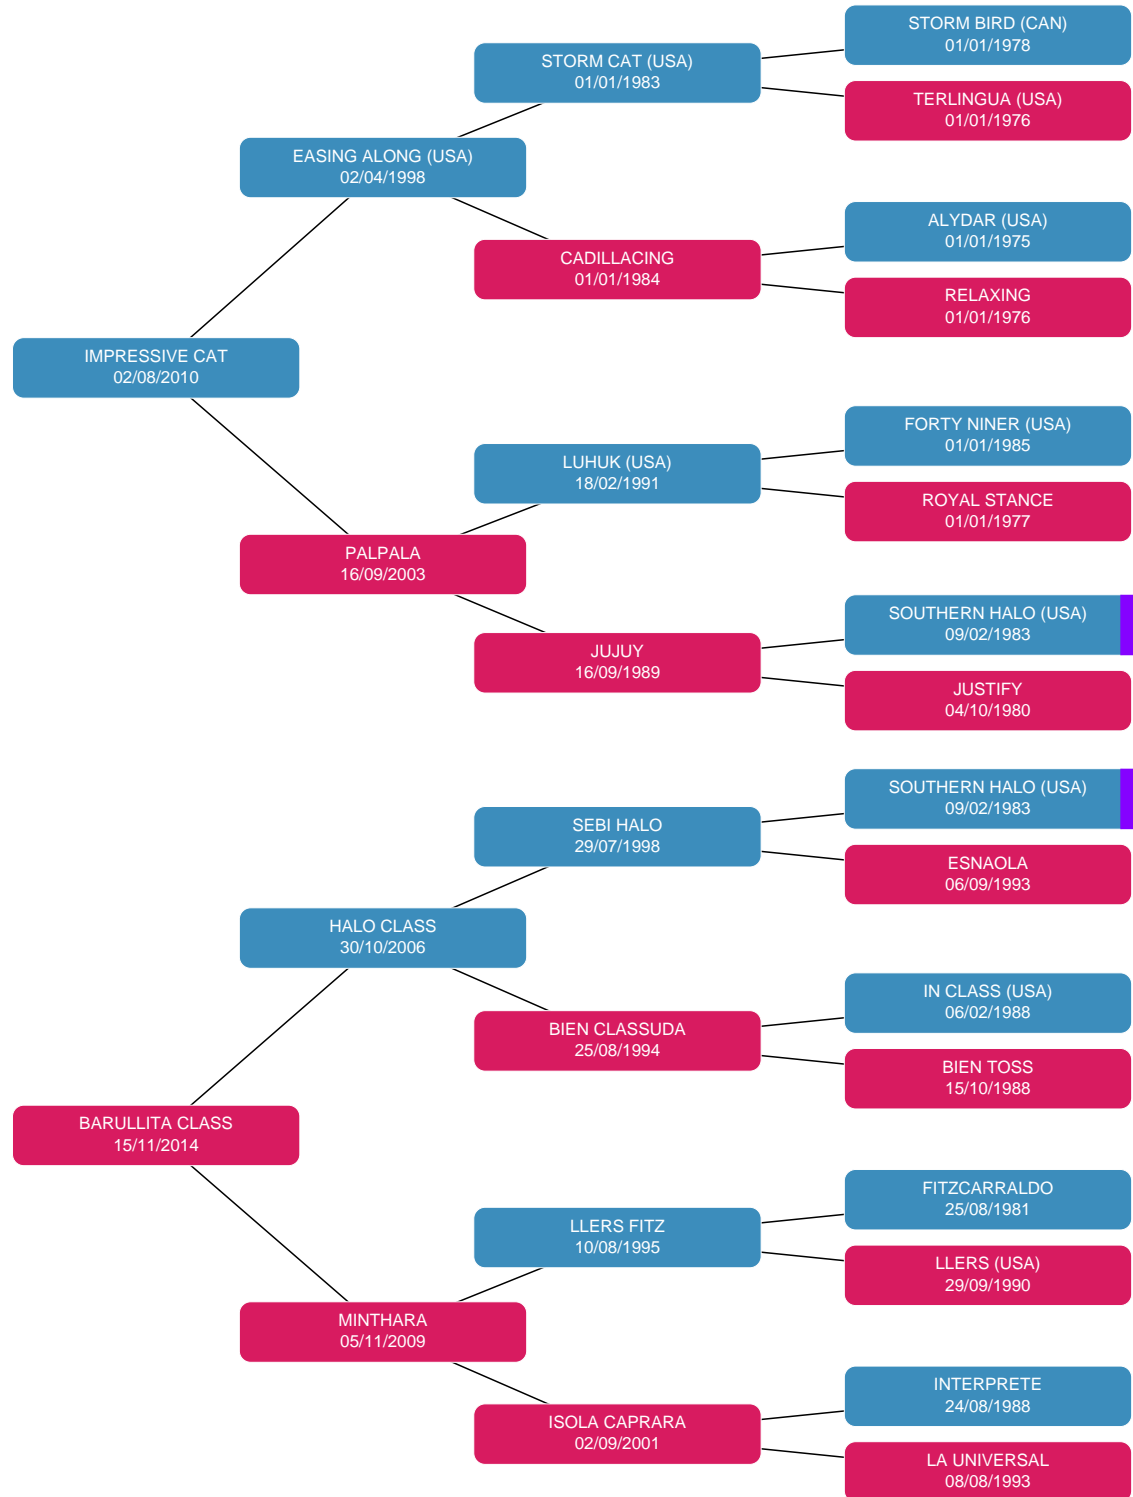 STORM BIRD (CAN)
01/01/1978
STORM CAT (USA)
01/01/1983
TERLINGUA (USA)
01/01/1976
EASING ALONG (USA)
02/04/1998
ALYDAR (USA)
01/01/1975
CADILLACING
01/01/1984
RELAXING
01/01/1976
IMPRESSIVE CAT
02/08/2010
FORTY NINER (USA)
01/01/1985
LUHUK (USA)
18/02/1991
ROYAL STANCE
01/01/1977
PALPALA
16/09/2003
SOUTHERN HALO (USA)
09/02/1983
JUJUY
16/09/1989
JUSTIFY
04/10/1980
SOUTHERN HALO (USA)
09/02/1983
SEBI HALO
29/07/1998
ESNAOLA
06/09/1993
HALO CLASS
30/10/2006
IN CLASS (USA)
06/02/1988
BIEN CLASSUDA
25/08/1994
BIEN TOSS
15/10/1988
BARULLITA CLASS
15/11/2014
FITZCARRALDO
25/08/1981
LLERS FITZ
10/08/1995
LLERS (USA)
29/09/1990
MINTHARA
05/11/2009
INTERPRETE
24/08/1988
ISOLA CAPRARA
02/09/2001
LA UNIVERSAL
08/08/1993